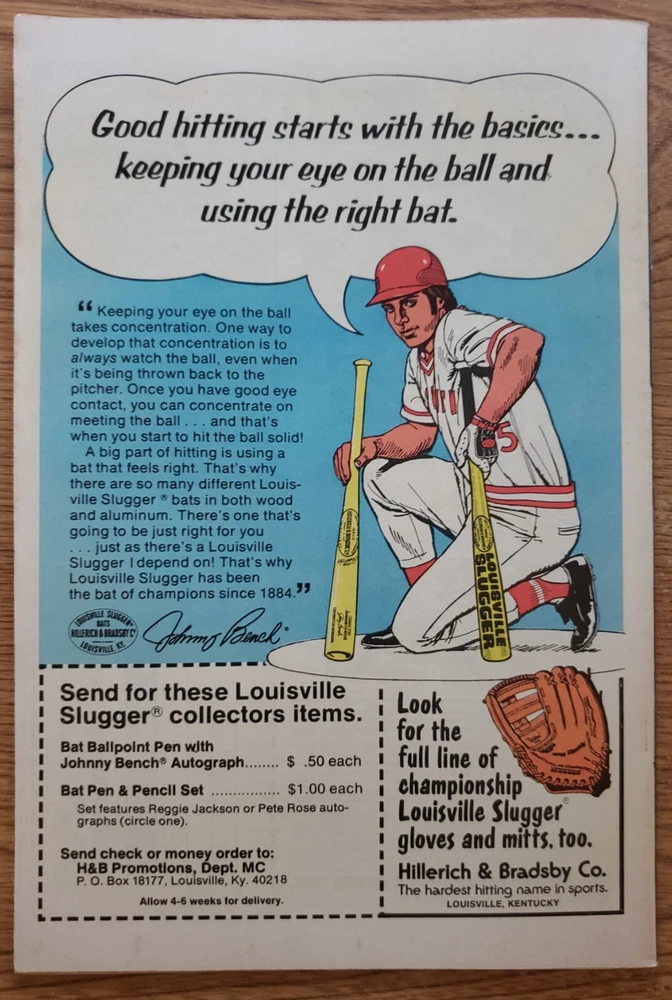 Good hitting starts with the basics...
keeping your eye on the ball and
using the right bat.
“ Keeping your eye on the ball
takes concentration. One way to
develop that concentration is to
always watch the ball, even when
it's being thrown back to the
pitcher. Once you have good eye
contact, you can concentrate on
meeting the ball . . . and that's
when you start to hit the ball solid!
A big part of hitting is using a
bat that feels right. That's why
there are so many different Louis-
ville Slugger ® bats in both wood
and aluminum. There's one that's
going to be just right for you
. . . just as there's a Louisville
Slugger I depend on! That's why
Louisville Slugger has been
the bat of champions since 1884.”
LOUISVILLE SLUGGER
BATS
HILLERICH & BRADSBY Cº
LOUISVILLE, KY.
Johnny Bench®
5
LOUISVILLE
SLUGGER
Send for these Louisville
Slugger® collectors items.
Bat Ballpoint Pen with
Johnny Bench® Autograph........ $ .50 each
Bat Pen & Pencil Set ................ $1.00 each
Set features Reggie Jackson or Pete Rose auto-
graphs (circle one).
Send check or money order to:
H&B Promotions, Dept. MC
P. O. Box 18177, Louisville, Ky. 40218
Allow 4-6 weeks for delivery.
Look
for the
full line of
championship
Louisville Slugger®
gloves and mitts, too.
Hillerich & Bradsby Co.
The hardest hitting name in sports.
LOUISVILLE, KENTUCKY